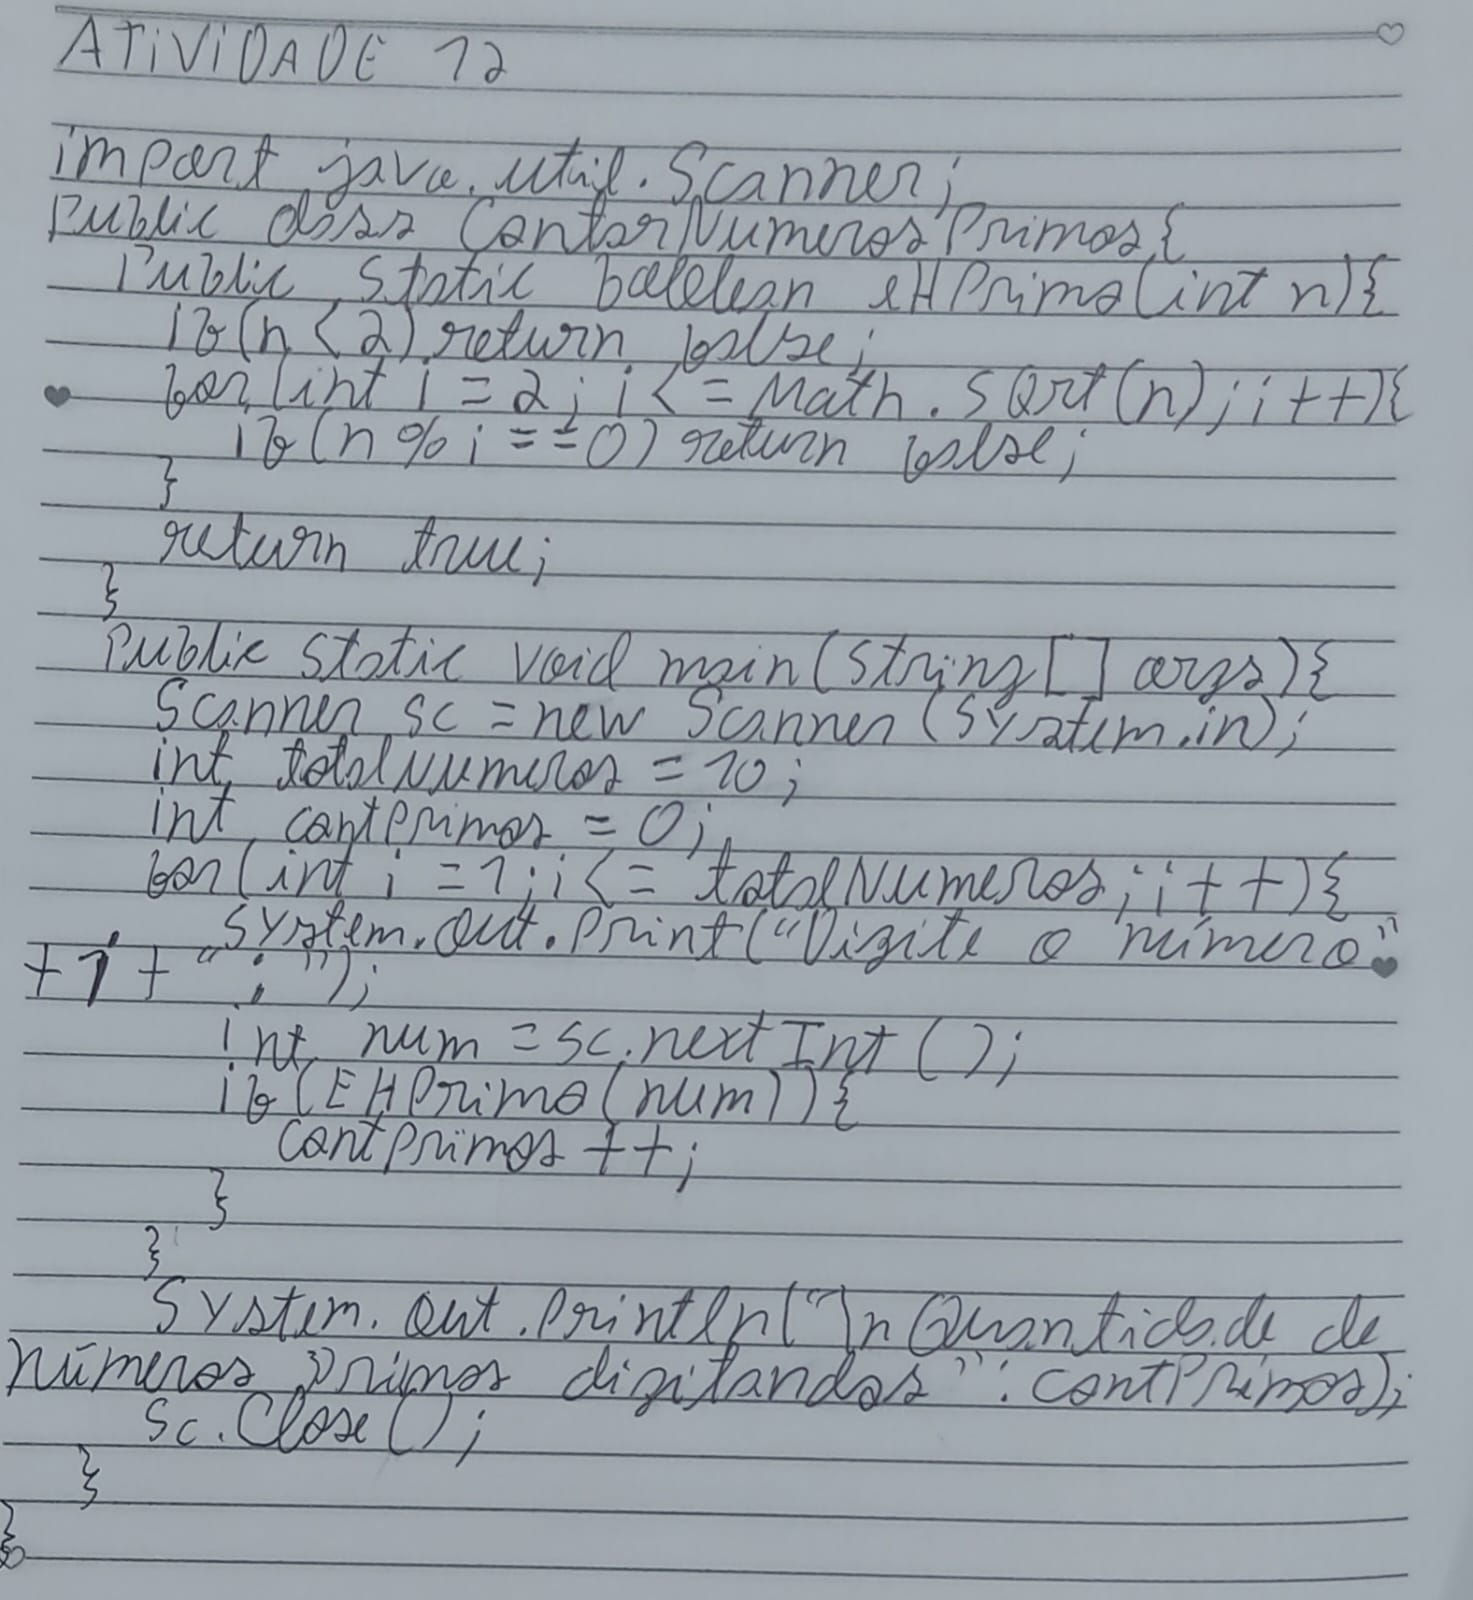 ATIVIDADE 12
import java.util.Scanner;
Public class ContarNumerosPrimos{
Public static boolelean eHPrimo(int n){
if(n < 2) return false;
for(int i = 2; i <= Math.sqrt(n); i++){
if(n % i == 0) return false;
}
return true;
}
Public static void main(String[] args){
Scanner sc = new Scanner(System.in);
int totalNumeros = 10;
int contPrimos = 0;
for(int i = 1; i <= totalNumeros; i++){
System.out.print("Digite o número"
+ i + " : ");
int num = sc.nextInt();
if(EHPrimo(num)){
contPrimos ++;
}
}
System.out.println("\nQuantidade de
números primos digitandos": contPrimos);
sc.Close();
}
}